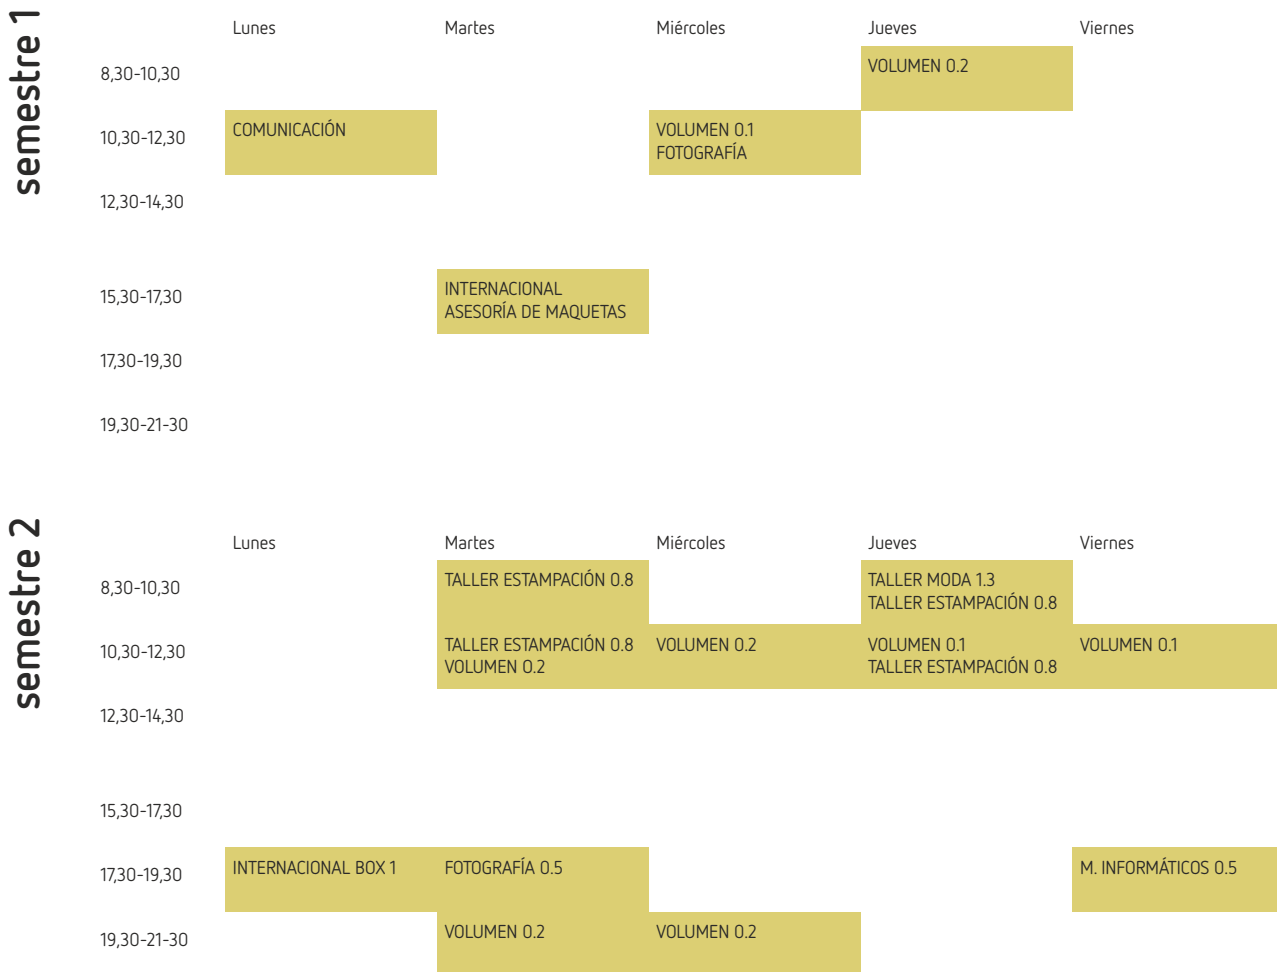 semestre 1
Lunes Martes Miércoles Jueves Viernes
8,30-10,30 VOLUMEN 0.2
10,30-12,30 COMUNICACIÓN VOLUMEN 0.1
FOTOGRAFÍA
12,30-14,30
15,30-17,30 INTERNACIONAL
ASESORÍA DE MAQUETAS
17,30-19,30
19,30-21-30
semestre 2
Lunes Martes Miércoles Jueves Viernes
8,30-10,30 TALLER ESTAMPACIÓN 0.8 TALLER MODA 1.3
TALLER ESTAMPACIÓN 0.8
10,30-12,30 TALLER ESTAMPACIÓN 0.8 VOLUMEN 0.2 VOLUMEN 0.1 VOLUMEN 0.1
VOLUMEN 0.2 TALLER ESTAMPACIÓN 0.8
12,30-14,30
15,30-17,30
17,30-19,30 INTERNACIONAL BOX 1 FOTOGRAFÍA 0.5 M. INFORMÁTICOS 0.5
19,30-21-30 VOLUMEN 0.2 VOLUMEN 0.2